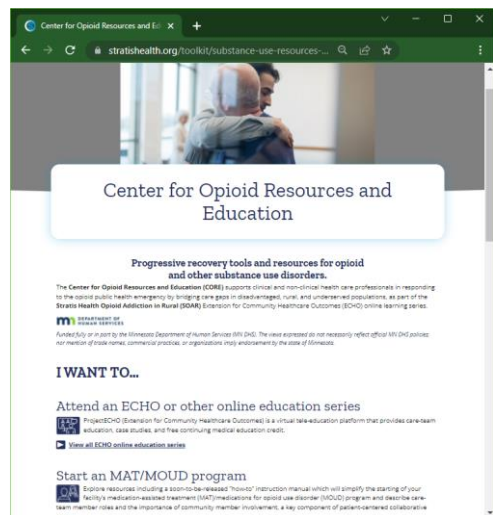 Center for Opioid Resources and Ed
stratishealth.org/toolkit/substance-use-resources-...
Center for Opioid Resources and
Education
Progressive recovery tools and resources for opioid
and other substance use disorders.
The Center for Opioid Resources and Education (CORE) supports clinical and non-clinical health care professionals in responding
to the opioid public health emergency by bridging care gaps in disadvantaged, rural, and underserved populations, as part of the
Stratis Health Opioid Addiction in Rural (SOAR) Extension for Community Healthcare Outcomes (ECHO) online learning series.
DEPARTMENT OF
HUMAN SERVICES
Funded fully or in part by the Minnesota Department of Human Services (MN DHS). The views expressed do not necessarily reflect official MN DHS policies;
nor mention of trade names, commercial practices, or organizations imply endorsement by the state of Minnesota.
I WANT TO...
Attend an ECHO or other online education series
ProjectECHO (Extension for Community Healthcare Outcomes) is a virtual tele-education platform that provides care-team
education, case studies, and free continuing medical education credit.
View all ECHO online education series
Start an MAT/MOUD program
Explore resources including a soon-to-be-released "how-to" instruction manual which will simplify the starting of your
facility's medication-assisted treatment (MAT)/medications for opioid use disorder (MOUD) program and describe care-
team member roles and the importance of community member involvement, a key component of patient-centered collaborative